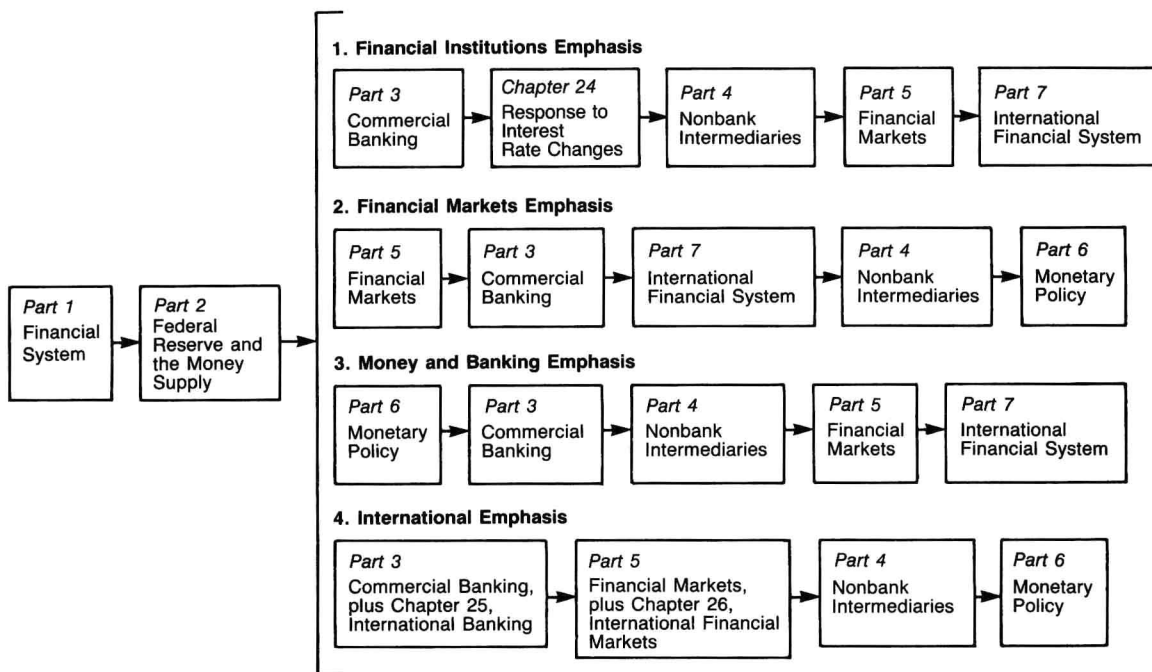 Part 1
Financial
System
Part 2
Federal
Reserve and
the Money
Supply
1. Financial Institutions Emphasis
Part 3
Commercial
Banking
Chapter 24
Response to
Interest
Rate Changes
Part 4
Nonbank
Intermediaries
Part 5
Financial
Markets
Part 7
International
Financial System
2. Financial Markets Emphasis
Part 5
Financial
Markets
Part 3
Commercial
Banking
Part 7
International
Financial System
Part 4
Nonbank
Intermediaries
Part 6
Monetary
Policy
3. Money and Banking Emphasis
Part 6
Monetary
Policy
Part 3
Commercial
Banking
Part 4
Nonbank
Intermediaries
Part 5
Financial
Markets
Part 7
International
Financial System
4. International Emphasis
Part 3
Commercial Banking,
plus Chapter 25,
International Banking
Part 5
Financial Markets,
plus Chapter 26,
International Financial
Markets
Part 4
Nonbank
Intermediaries
Part 6
Monetary
Policy